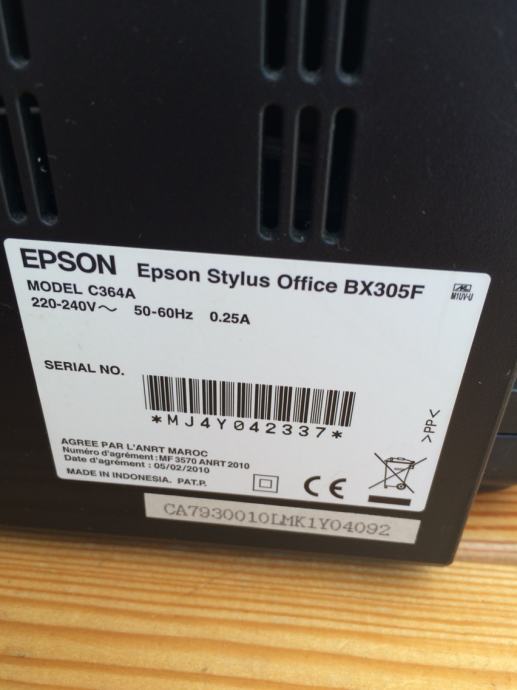 EPSON Epson Stylus Office BX305F
MODEL C364A
220-240V~ 50-60Hz 0.25A
M1UV-U
SERIAL NO.
*MJ4Y042337*
>PP<
AGREE PAR L'ANRT MAROC
Numéro d'agrément : MF 3570 ANRT 2010
Date d'agrément : 05/02/2010
MADE IN INDONESIA. PAT.P.
CE
CA7930010LMK1Y04092